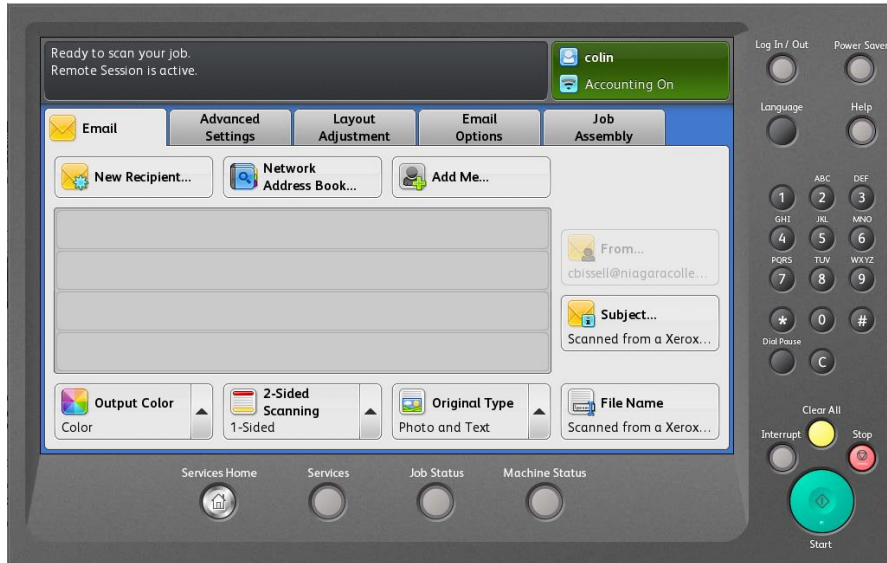 Ready to scan your job.
Remote Session is active.
colin
Accounting On
Email
Advanced
Settings
Layout
Adjustment
Email
Options
Job
Assembly
New Recipient...
Network
Address Book...
Add Me...
From...
cbissell@niagaracolle...
Subject...
Scanned from a Xerox...
Output Color
Color
2-Sided
Scanning
1-Sided
Original Type
Photo and Text
File Name
Scanned from a Xerox...
Services Home
Services
Job Status
Machine Status
Log In / Out
Power Saver
Language
Help
ABC
DEF
1
2
3
GHI
JKL
MNO
4
5
6
PQRS
TUV
WXYZ
7
8
9
*
0
#
Dial Pause
C
Clear All
Interrupt
Stop
Start